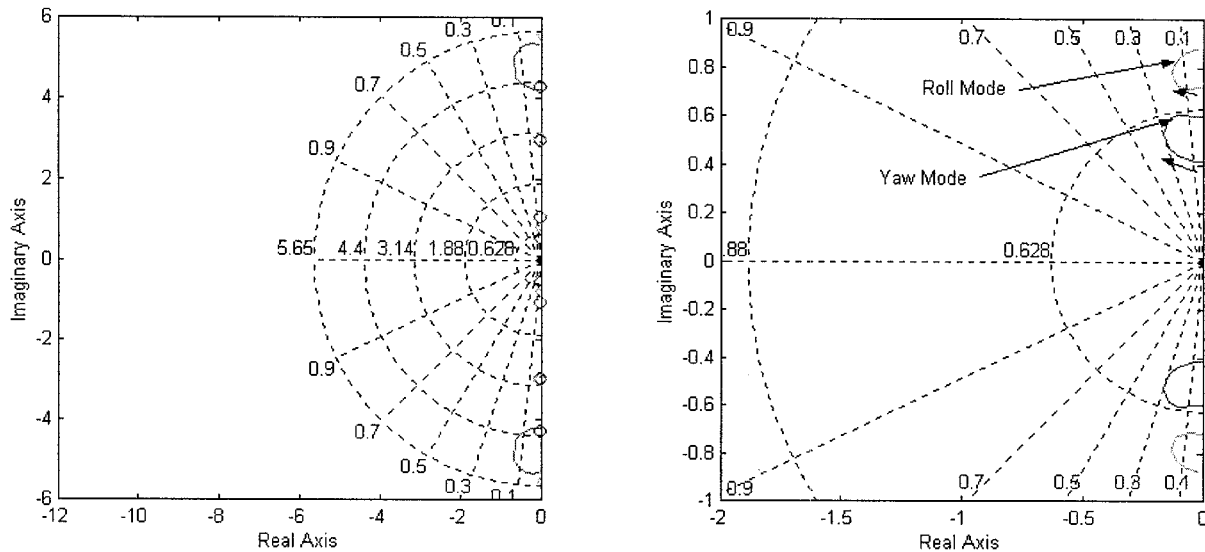 6
4
2
0
-2
-4
-6
Imaginary Axis
0.1
0.3
0.5
0.7
0.9
5.65 4.4 3.14 1.88 0.628
0.9
0.7
0.5
0.3
0.1
-12 -10 -8 -6 -4 -2 0
Real Axis
1
0.8
0.6
0.4
0.2
0
-0.2
-0.4
-0.6
-0.8
-1
Imaginary Axis
0.9 0.7 0.5 0.3 0.1
Roll Mode
Yaw Mode
.88 0.628
0.9 0.7 0.5 0.3 0.1
-2 -1.5 -1 -0.5 0
Real Axis